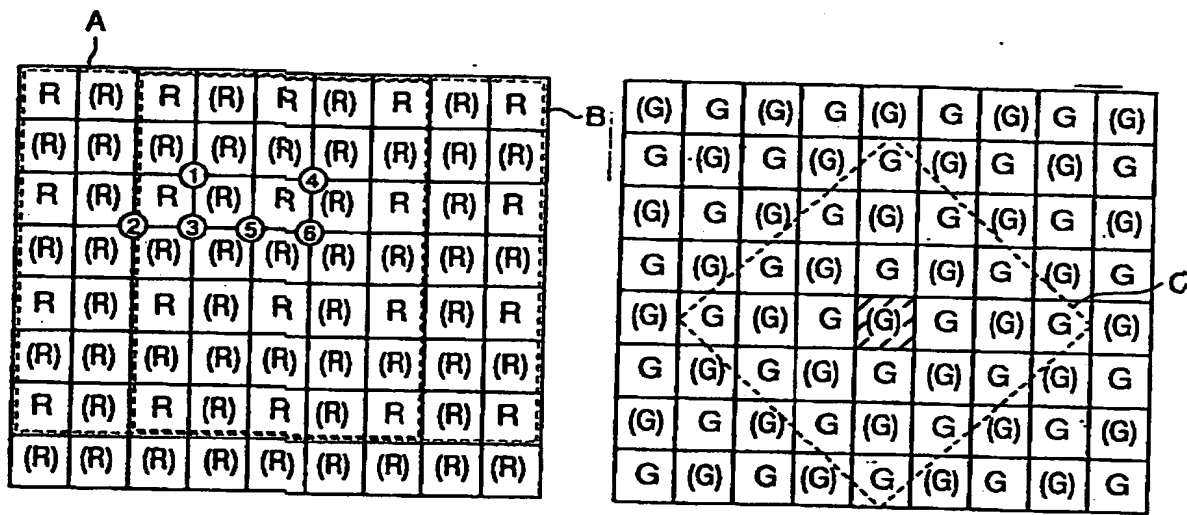 A
R (R) R (R) R (R) R (R) R
(R) (R) (R) (R) (R) (R) (R) (R) (R)
① ④
R (R) R (R) R (R) R (R) R
② ③ ⑤ ⑥
(R) (R) (R) (R) (R) (R) (R) (R) (R)
R (R) R (R) R (R) R (R) R
(R) (R) (R) (R) (R) (R) (R) (R) (R)
R (R) R (R) R (R) R (R) R
(R) (R) (R) (R) (R) (R) (R) (R) (R)
B
(G) G (G) G (G) G (G) G (G)
G (G) G (G) G (G) G (G) G
(G) G (G) G (G) G (G) G (G)
G (G) G (G) G (G) G (G) G
(G) G (G) G (G) G (G) G (G)
G (G) G (G) G (G) G (G) G
(G) G (G) G (G) G (G) G (G)
G (G) G (G) G (G) G (G) G
C